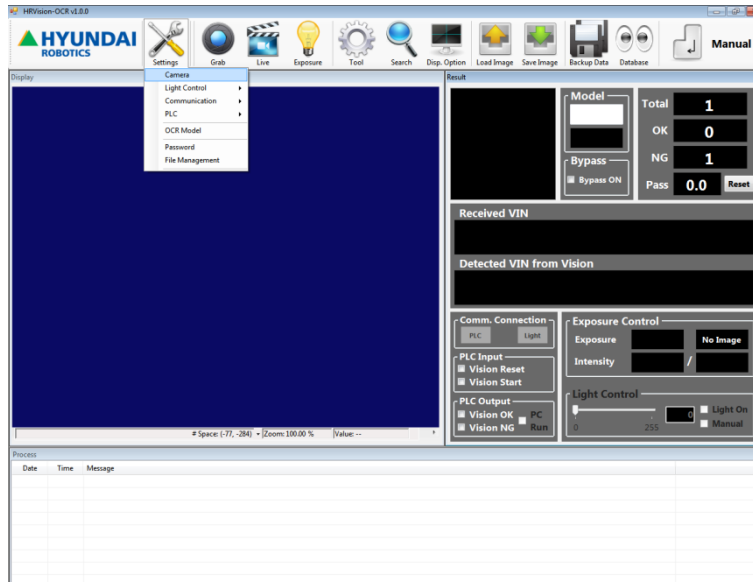 HRVision-OCR v1.0.0
HYUNDAI
ROBOTICS
Settings
Grab
Live
Exposure
Tool
Search
Disp. Option
Load Image
Save Image
Backup Data
Database
Manual
Display
Camera
Light Control
Communication
PLC
OCR Model
Password
File Management
# Space: (-77, -284)
Zoom: 100.00 %
Value: --
Result
Model
Bypass
Bypass ON
Total 1
OK 0
NG 1
Pass 0.0 Reset
Received VIN
Detected VIN from Vision
Comm. Connection
PLC Light
PLC Input
Vision Reset
Vision Start
PLC Output
Vision OK
Vision NG
PC
Run
Exposure Control
Exposure No Image
Intensity /
Light Control
0 255
0
Light On
Manual
Process
Date Time Message